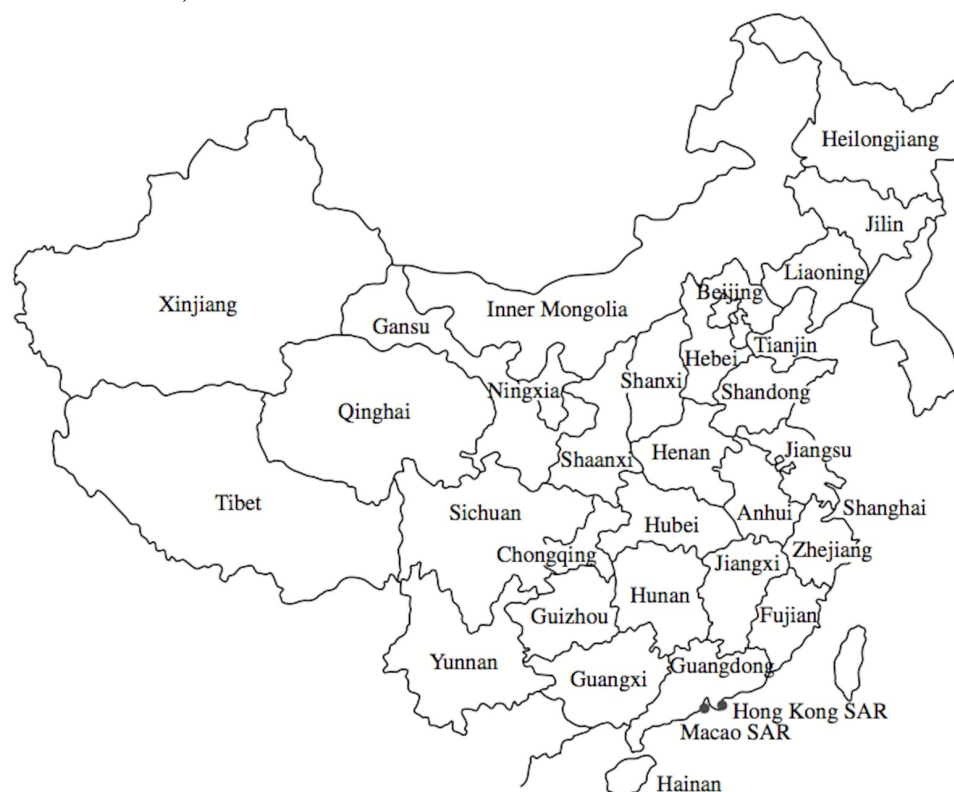 Heilongjiang
Jilin
Liaoning
Xinjiang
Beijing
Inner Mongolia
Gansu
Tianjin
Hebei
Shanxi
Ningxia
Shandong
Qinghai
Henan
Jiangsu
Shaanxi
Tibet
Shanghai
Sichuan
Anhui
Hubei
Zhejiang
Chongqing
Jiangxi
Hunan
Guizhou
Fujian
Yunnan
Guangdong
Guangxi
Hong Kong SAR
Macao SAR
Hainan